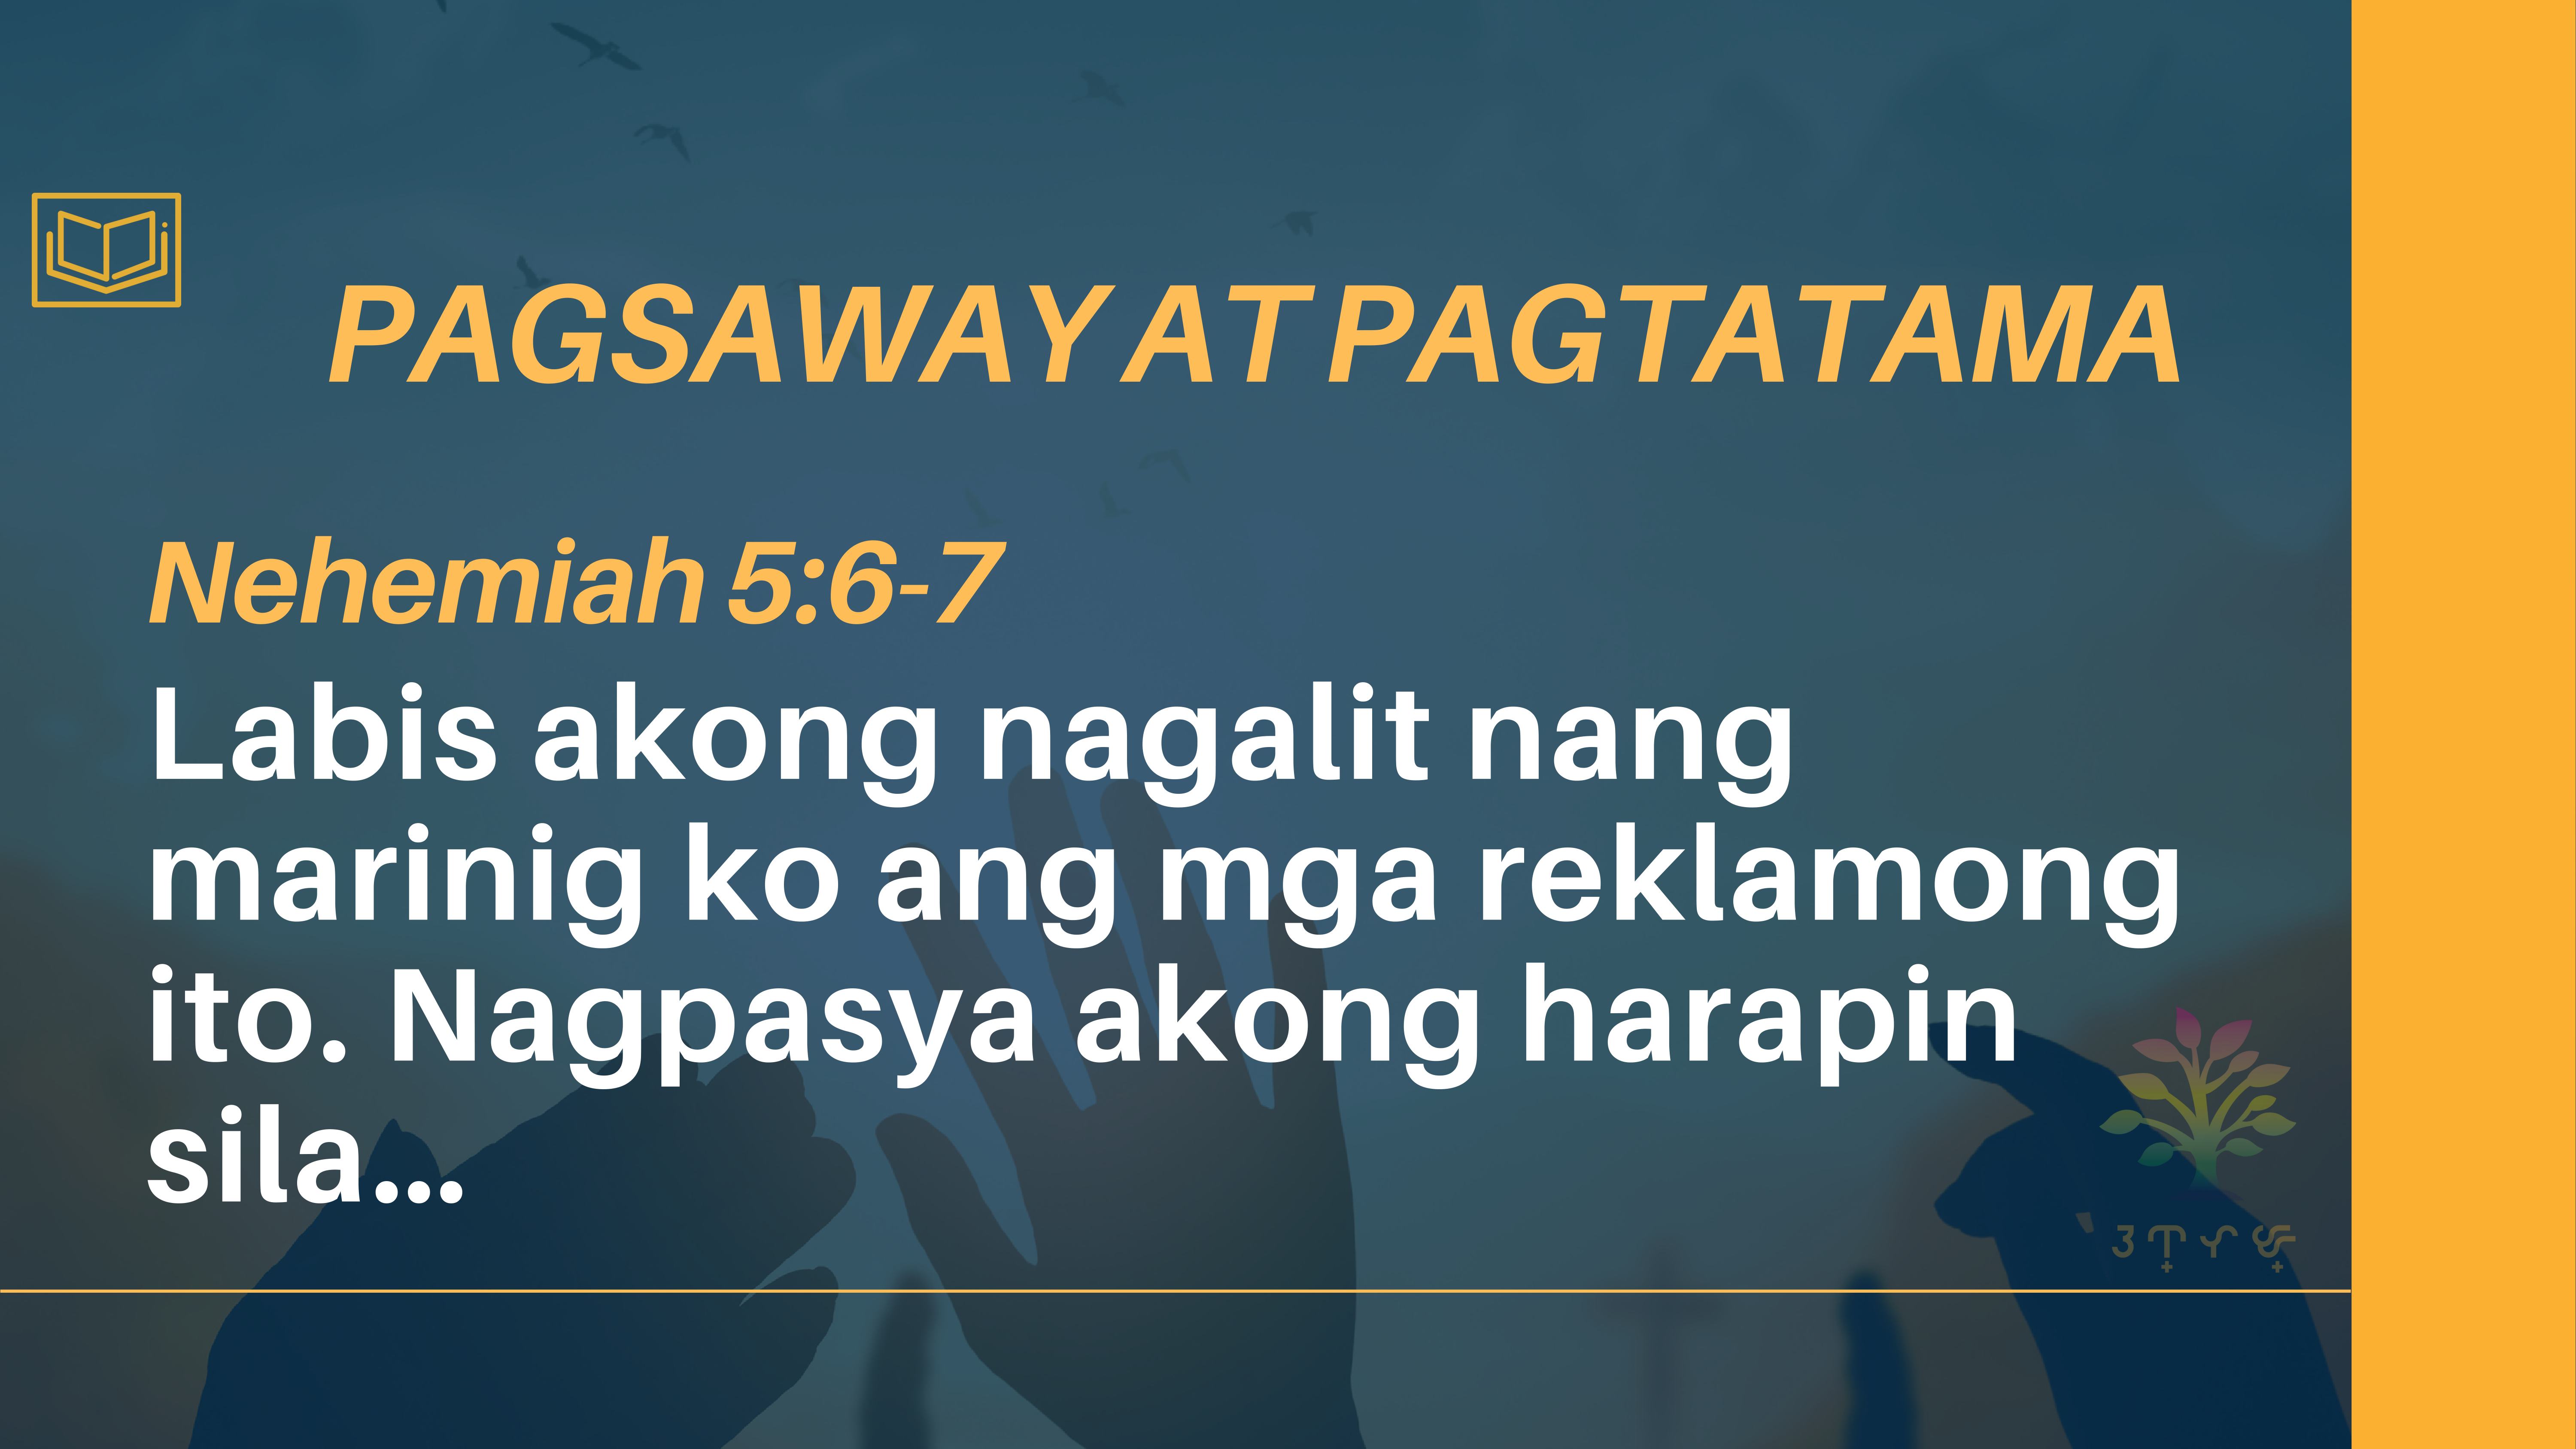 PAGSAWAY AT PAGTATAMA
Nehemiah 5:6-7
Labis akong nagalit nang
marinig ko ang mga reklamong
ito. Nagpasya akong harapin
sila...